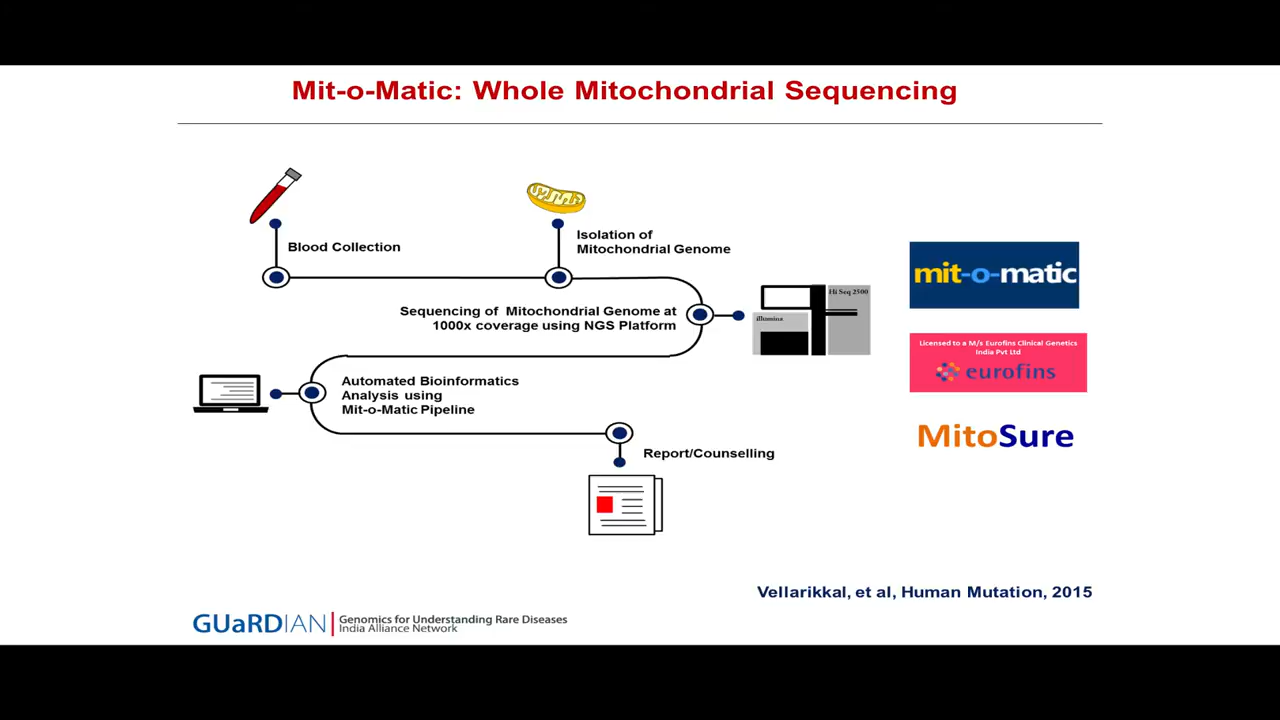 Mit-o-Matic: Whole Mitochondrial Sequencing
Blood Collection
Isolation of
Mitochondrial Genome
Sequencing of Mitochondrial Genome at
1000x coverage using NGS Platform
Hi Seq 2500
illumina
Automated Bioinformatics
Analysis using
Mit-o-Matic Pipeline
Report/Counselling
mit-o-matic
Licensed to a M/s Eurofins Clinical Genetics
India Pvt Ltd
eurofins
MitoSure
Vellarikkal, et al, Human Mutation, 2015
GUaRDIAN
Genomics for Understanding Rare Diseases
India Alliance Network